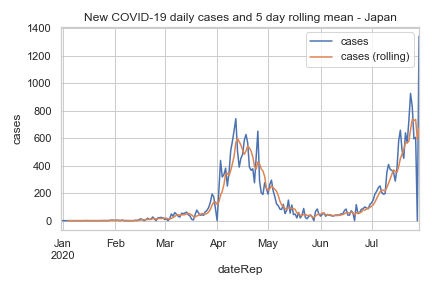 New COVID-19 daily cases and 5 day rolling mean - Japan
1400
1200
1000
800
600
400
200
0
cases
cases
cases (rolling)
Jan
2020
Feb
Mar
Apr
May
Jun
Jul
dateRep